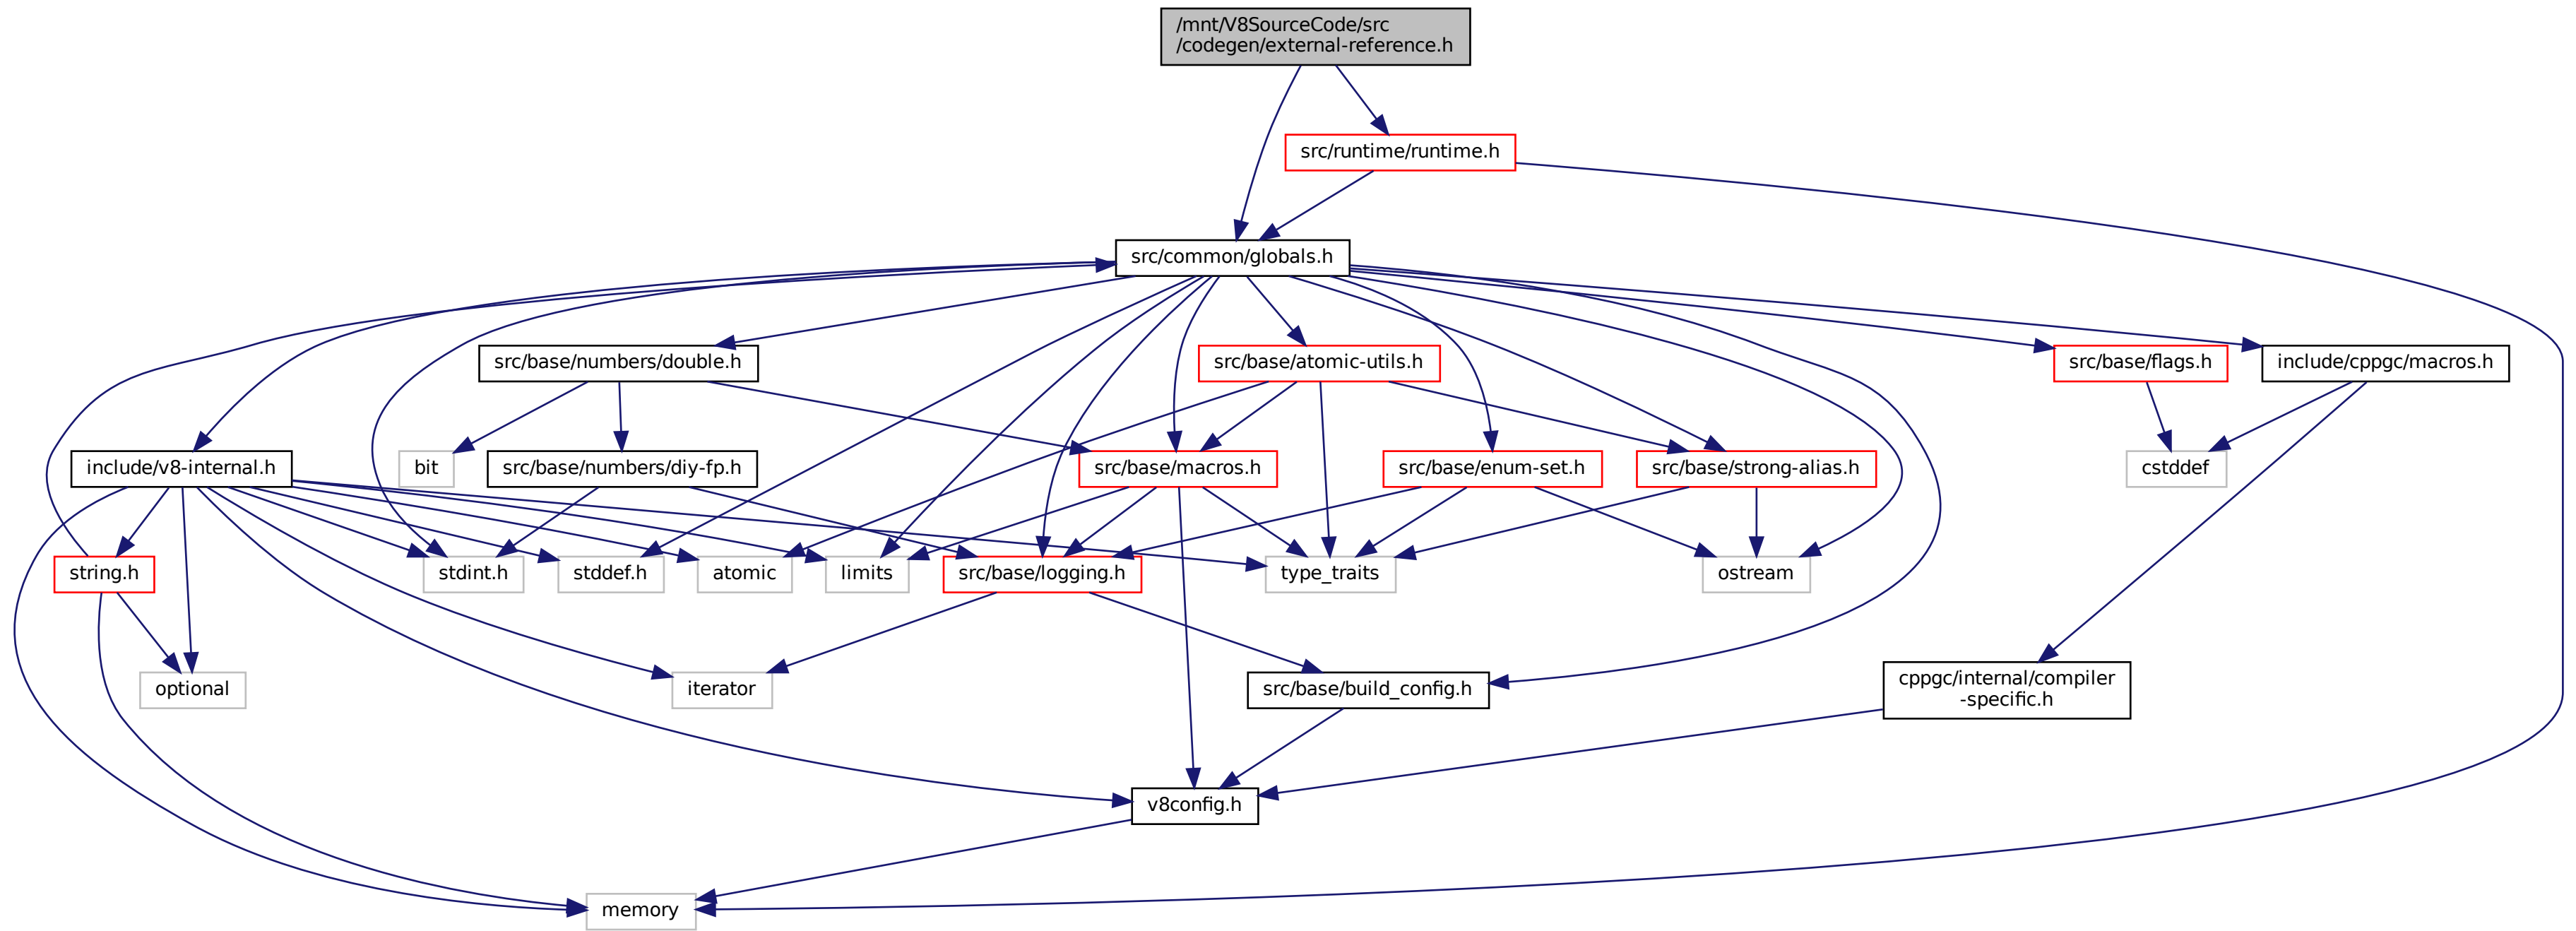 /mnt/V8SourceCode/src
/codegen/external-reference.h
src/runtime/runtime.h
src/common/globals.h
src/base/numbers/double.h
src/base/atomic-utils.h
src/base/flags.h
include/cppgc/macros.h
include/v8-internal.h
bit
src/base/numbers/diy-fp.h
src/base/macros.h
src/base/enum-set.h
src/base/strong-alias.h
cstddef
string.h
stdint.h
stddef.h
atomic
limits
src/base/logging.h
type_traits
ostream
optional
iterator
src/base/build_config.h
cppgc/internal/compiler
-specific.h
v8config.h
memory